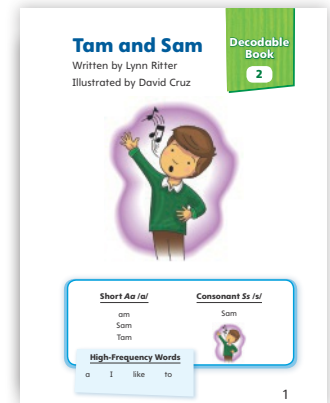 Tam and Sam
Written by Lynn Ritter
Illustrated by David Cruz
Decodable
Book
2
Short Aa /a/
am
Sam
Tam
Consonant Ss /s/
Sam
High-Frequency Words
a I like to
1